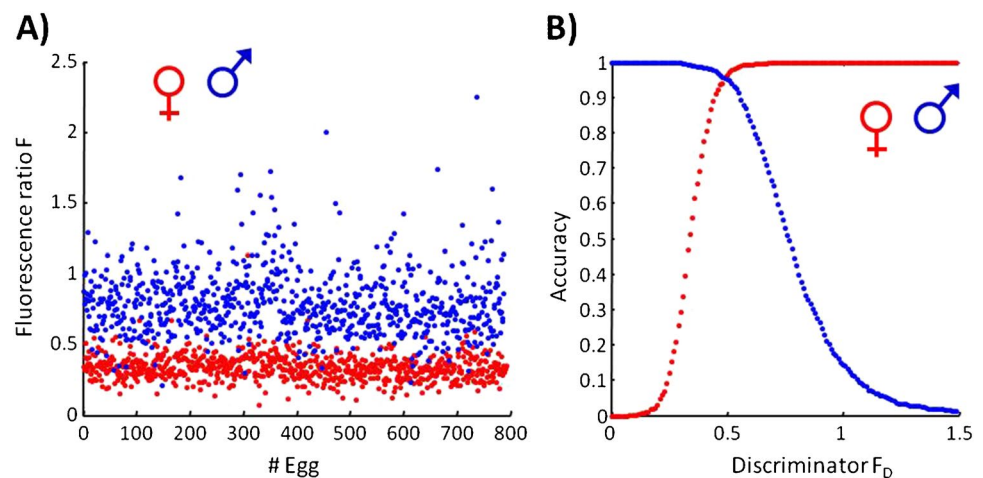 A)
2.5
2
1.5
1
0.5
0
Fluorescence ratio F
0 100 200 300 400 500 600 700 800
# Egg
B)
1
0.9
0.8
0.7
0.6
0.5
0.4
0.3
0.2
0.1
0
Accuracy
0 0.5 1 1.5
Discriminator FD